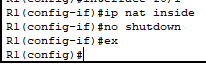 R1(config-if)#ip nat inside
R1(config-if)#no shutdown
R1(config-if)#ex
R1(config)#